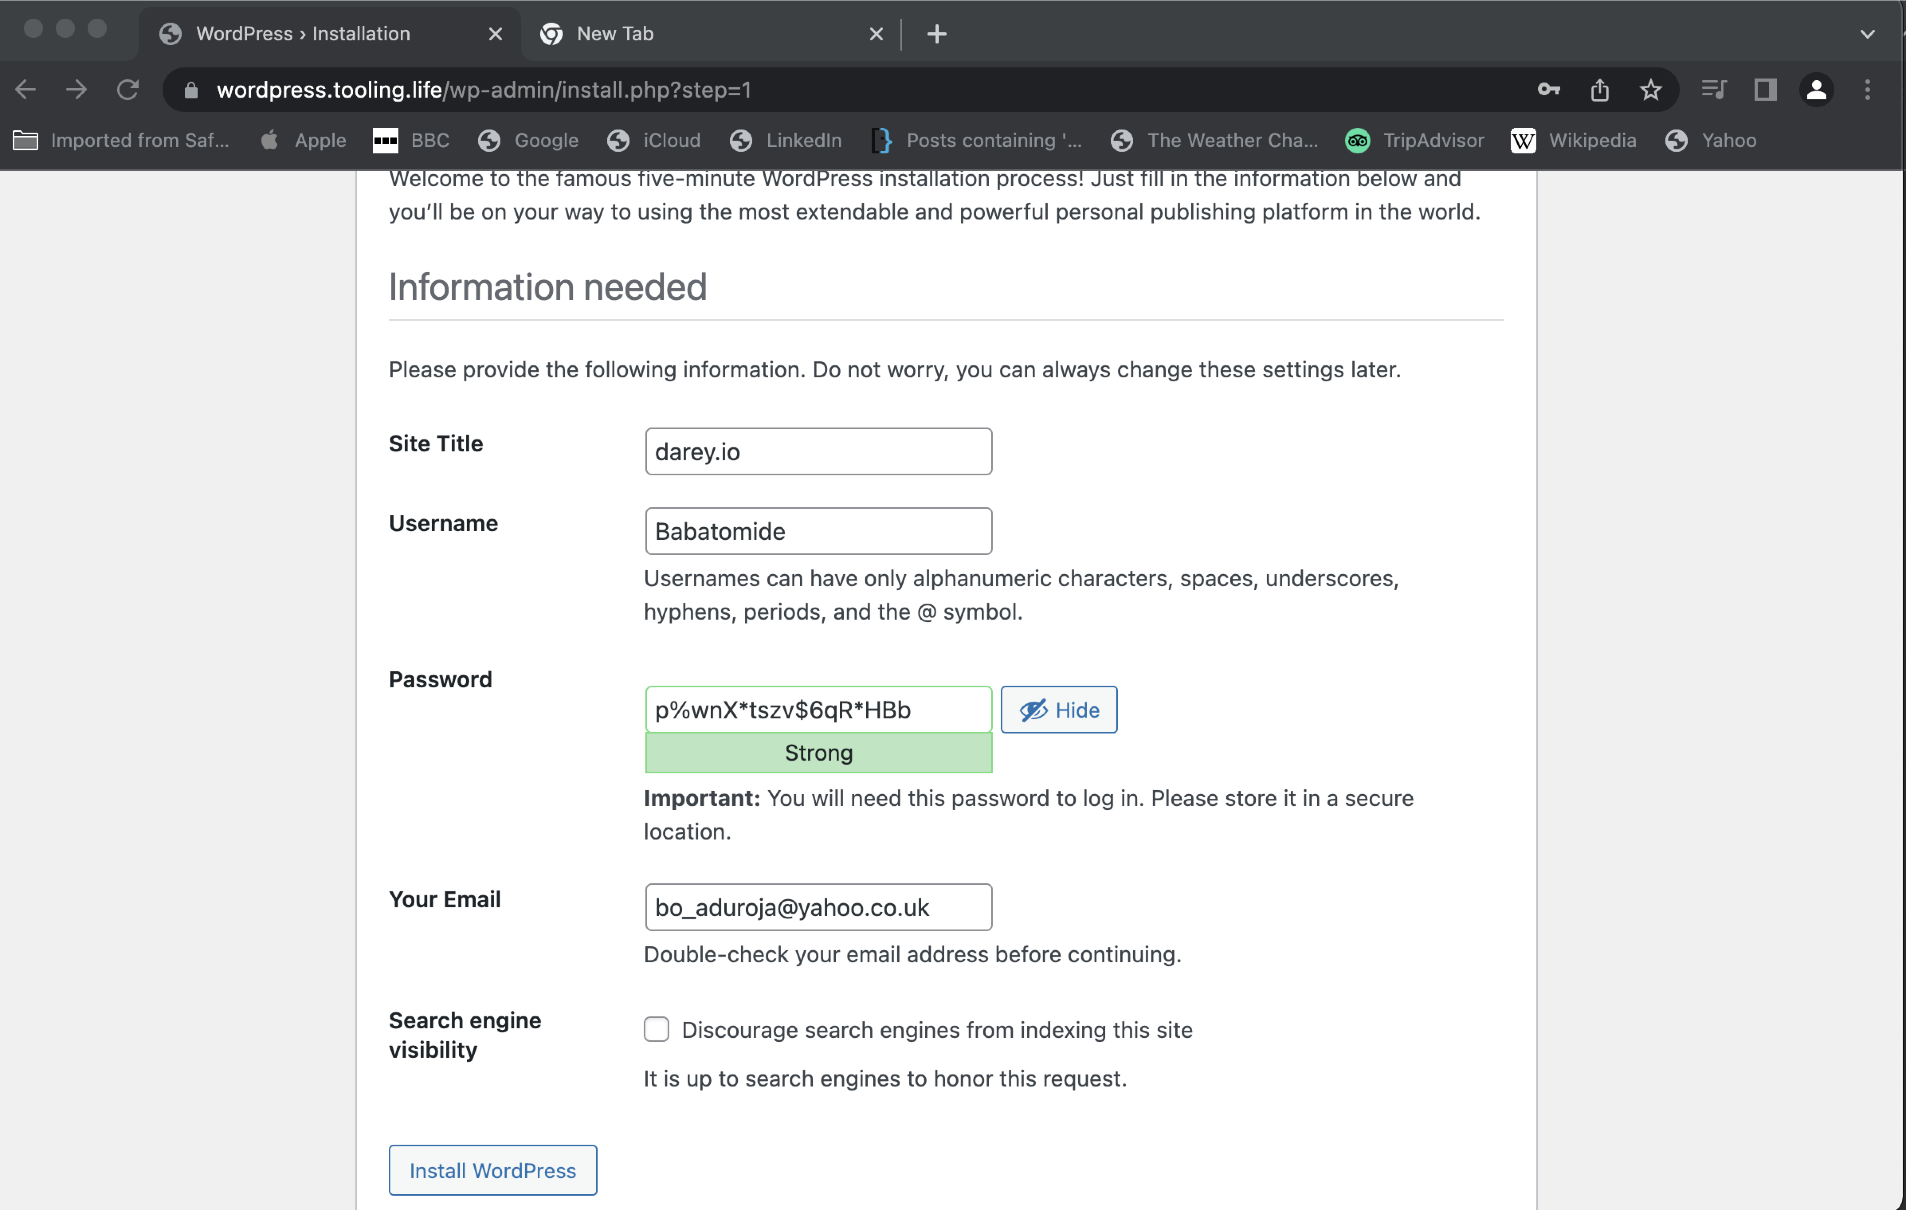 WordPress › Installation
New Tab
wordpress.tooling.life/wp-admin/install.php?step=1
Imported from Saf...
Apple
BBC
Google
iCloud
LinkedIn
Posts containing '...
The Weather Cha...
TripAdvisor
W
Wikipedia
Yahoo
Welcome to the famous five-minute WordPress installation process! Just fill in the information below and
you’ll be on your way to using the most extendable and powerful personal publishing platform in the world.
Information needed
Please provide the following information. Do not worry, you can always change these settings later.
Site Title
darey.io
Username
Babatomide
Usernames can have only alphanumeric characters, spaces, underscores,
hyphens, periods, and the @ symbol.
Password
p%wnX*tszv$6qR*HBb
Hide
Strong
Important: You will need this password to log in. Please store it in a secure
location.
Your Email
bo_aduroja@yahoo.co.uk
Double-check your email address before continuing.
Search engine
visibility
Discourage search engines from indexing this site
It is up to search engines to honor this request.
Install WordPress